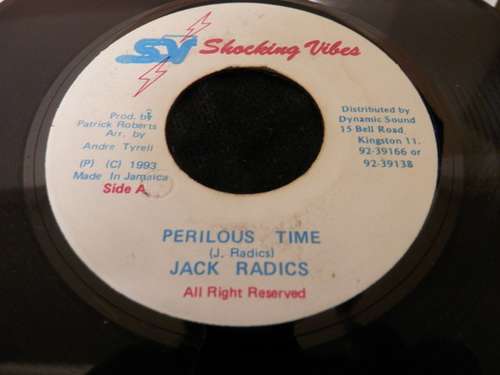 SV Shocking Vibes
Prod. by
Patrick Roberts
Arr. by
Andre Tyrell
(P) (C) 1993
Made In Jamaica
Side A
Distributed by
Dynamic Sound
15 Bell Road,
Kingston 11.
92-39166 or
92-39138
PERILOUS TIME
(J. Radics)
JACK RADICS
All Right Reserved